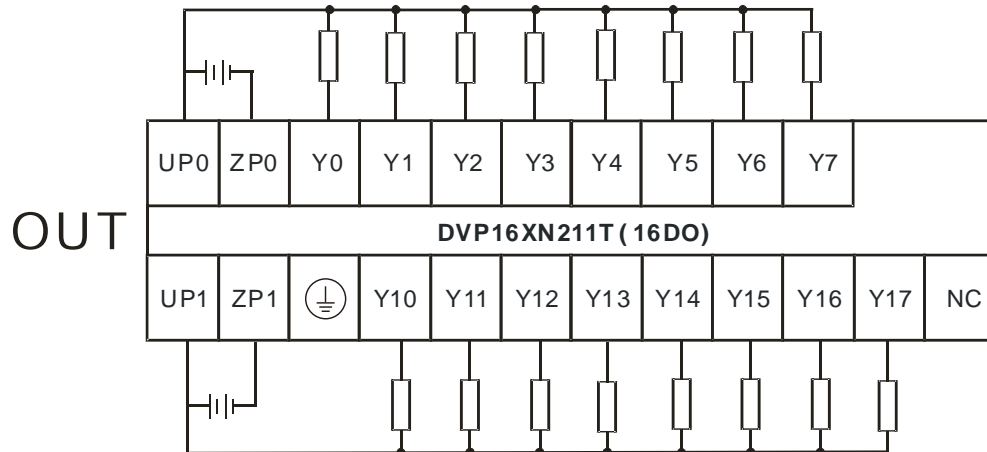 UP0 ZP0 Y0 Y1 Y2 Y3 Y4 Y5 Y6 Y7
OUT
DVP16XN211T ( 16DO)
UP1 ZP1 Y10 Y11 Y12 Y13 Y14 Y15 Y16 Y17 NC